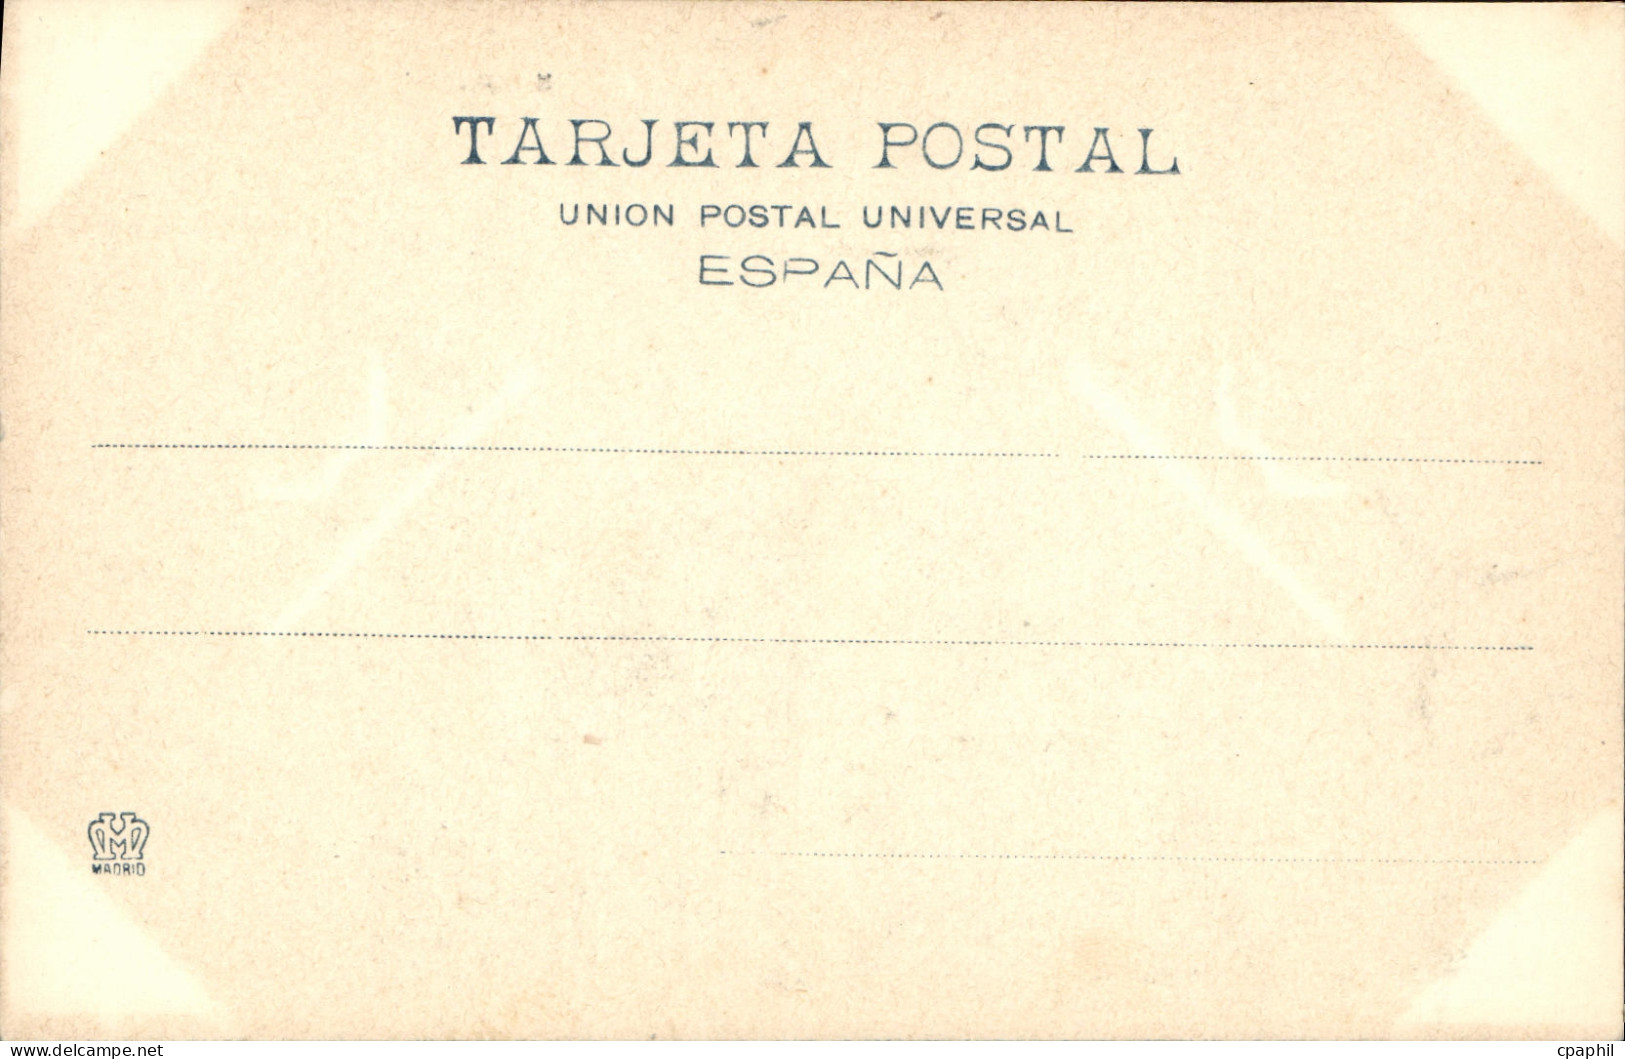 TARJETA POSTAL
UNION POSTAL UNIVERSAL
ESPAÑA
MADRID
www.delcampe.net
cpaphil